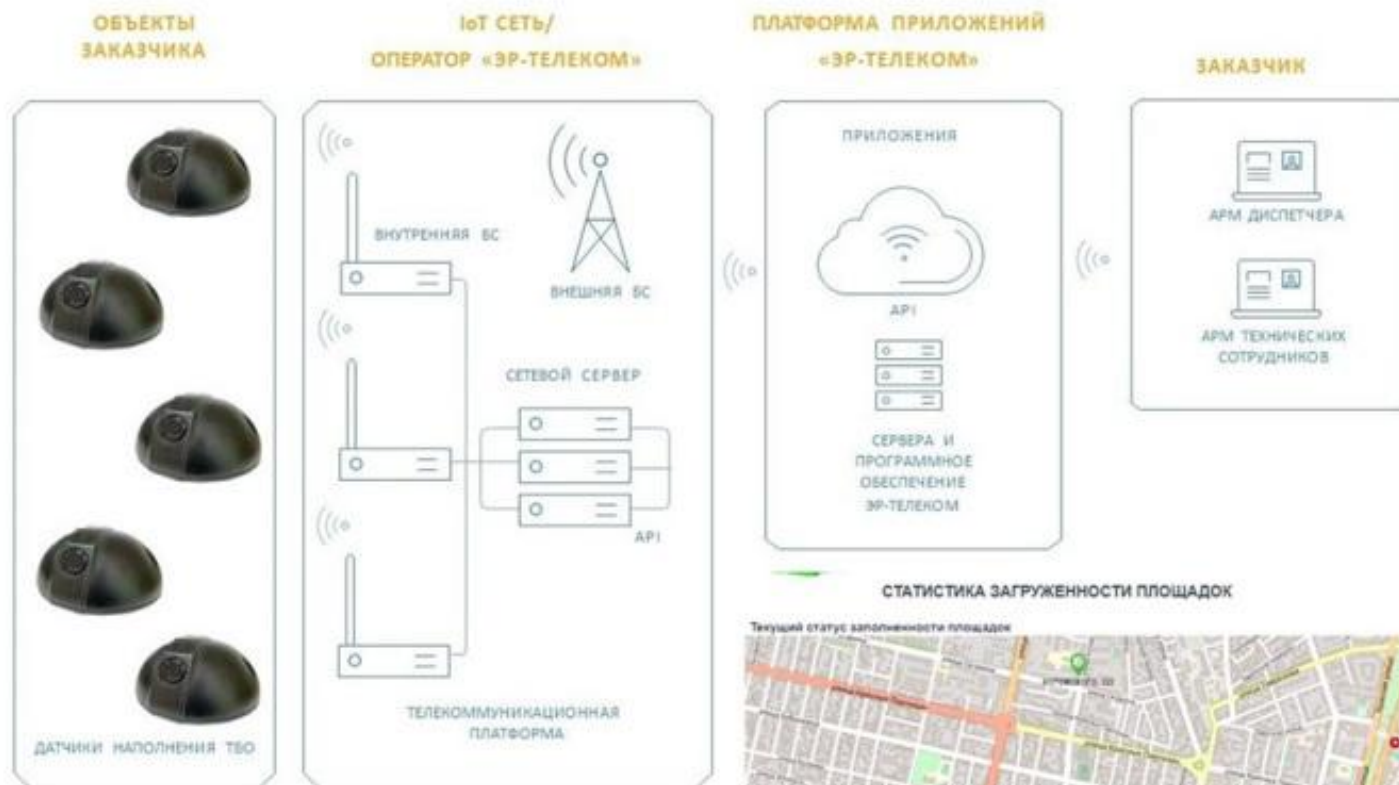 ОБЪЕКТЫ
ЗАКАЗЧИКА
ДАТЧИКИ НАПОЛНЕНИЯ ТБО
IoT СЕТЬ/
ОПЕРАТОР «ЭР-ТЕЛЕКОМ»
ВНУТРЕННЯЯ БС
ВНЕШНЯЯ БС
СЕТЕВОЙ СЕРВЕР
API
ТЕЛЕКОММУНИКАЦИОННАЯ
ПЛАТФОРМА
ПЛАТФОРМА ПРИЛОЖЕНИЙ
«ЭР-ТЕЛЕКОМ»
ПРИЛОЖЕНИЯ
API
СЕРВЕРА И
ПРОГРАММНОЕ
ОБЕСПЕЧЕНИЕ
ЭР-ТЕЛЕКОМ
ЗАКАЗЧИК
АРМ ДИСПЕТЧЕРА
АРМ ТЕХНИЧЕСКИХ
СОТРУДНИКОВ
СТАТИСТИКА ЗАГРУЖЕННОСТИ ПЛОЩАДОК
Текущий статус заполненности площадок